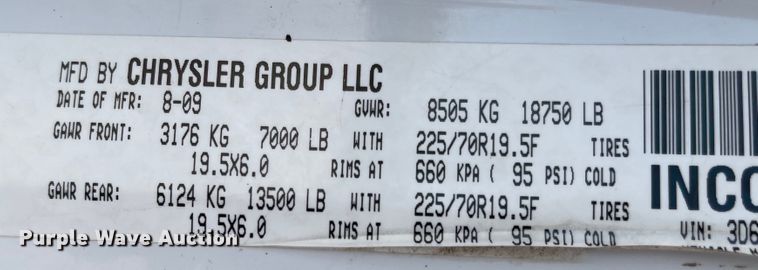 MFD BY CHRYSLER GROUP LLC
DATE OF MFR: 8-09 GVWR: 8505 KG 18750 LB
GAWR FRONT: 3176 KG 7000 LB WITH 225/70R19.5F TIRES
19.5X6.0 RIMS AT 660 KPA ( 95 PSI) COLD
GAWR REAR: 6124 KG 13500 LB WITH 225/70R19.5F TIRES
19.5X6.0 RIMS AT 660 KPA ( 95 PSI) COLD
INCO
VIN: 3D6
Purple Wave Auction